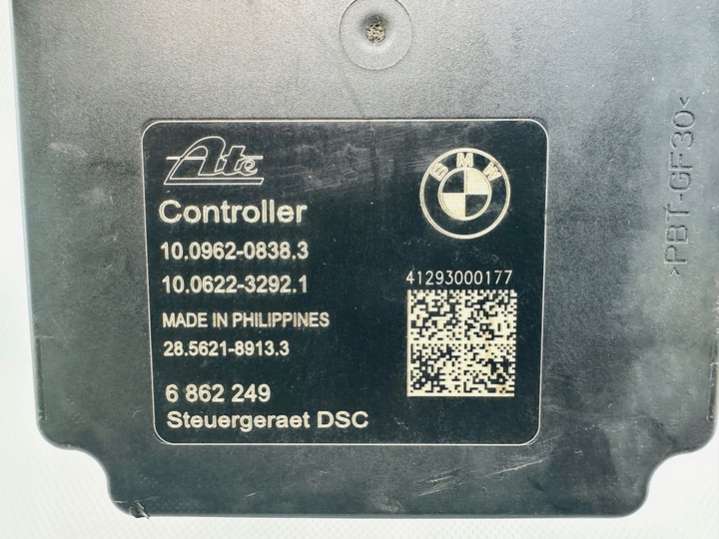 Ate
BMW
Controller
10.0962-0838.3
10.0622-3292.1
41293000177
MADE IN PHILIPPINES
28.5621-8913.3
6 862 249
Steuergeraet DSC
>PBT-GF30<